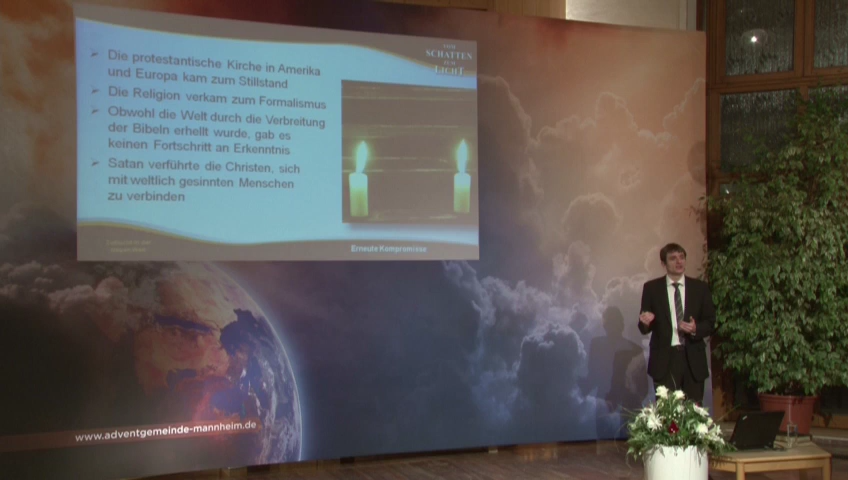 VOM
SCHATTEN
ZUM
LICHT
Die protestantische Kirche in Amerika
und Europa kam zum Stillstand
Die Religion verkam zum Formalismus
Obwohl die Welt durch die Verbreitung
der Bibeln erhellt wurde, gab es
keinen Fortschritt an Erkenntnis
Satan verführte die Christen, sich
mit weltlich gesinnten Menschen
zu verbinden
Erneute Kompromisse
www.adventgemeinde-mannheim.de